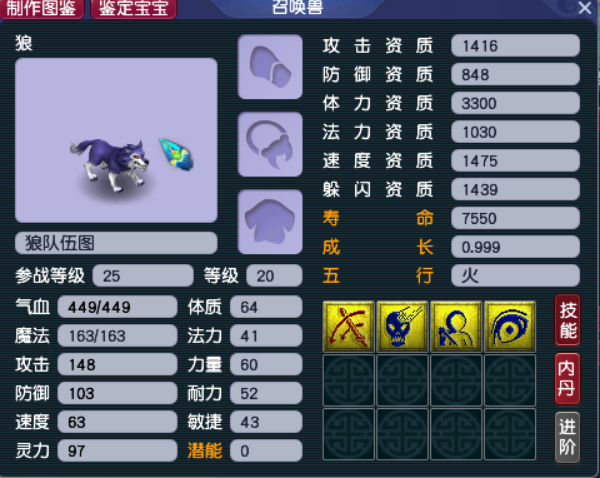 制作图鉴 鉴定宝宝 召唤兽
狼
攻击资质 1416
防御资质 848
体力资质 3300
法力资质 1030
速度资质 1475
躲闪资质 1439
寿命 7550
狼队伍图
成长 0.999
参战等级 25 等级 20
五行 火
气血 449/449 体质 64
魔法 163/163 法力 41
攻击 148 力量 60
防御 103 耐力 52
速度 63 敏捷 43
灵力 97 潜能 0
技能
内丹
进阶